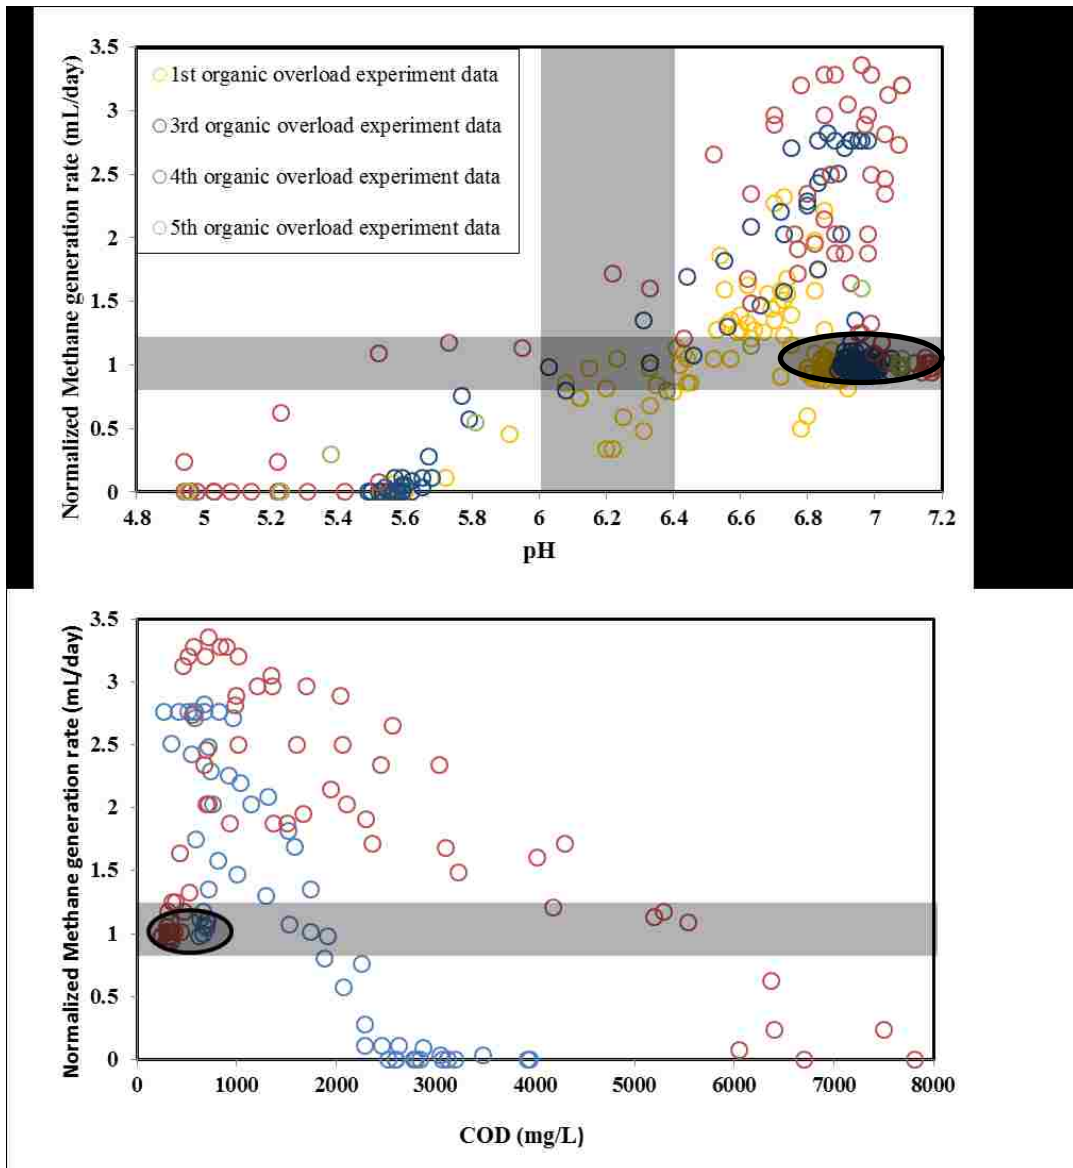 Normalized Methane generation rate (mL/day)
3.5
3
2.5
2
1.5
1
0.5
0
1st organic overload experiment data
3rd organic overload experiment data
4th organic overload experiment data
5th organic overload experiment data
4.8 5 5.2 5.4 5.6 5.8 6 6.2 6.4 6.6 6.8 7 7.2
pH
Normalized Methane generation rate (mL/day)
3.5
3
2.5
2
1.5
1
0.5
0
0 1000 2000 3000 4000 5000 6000 7000 8000
COD (mg/L)